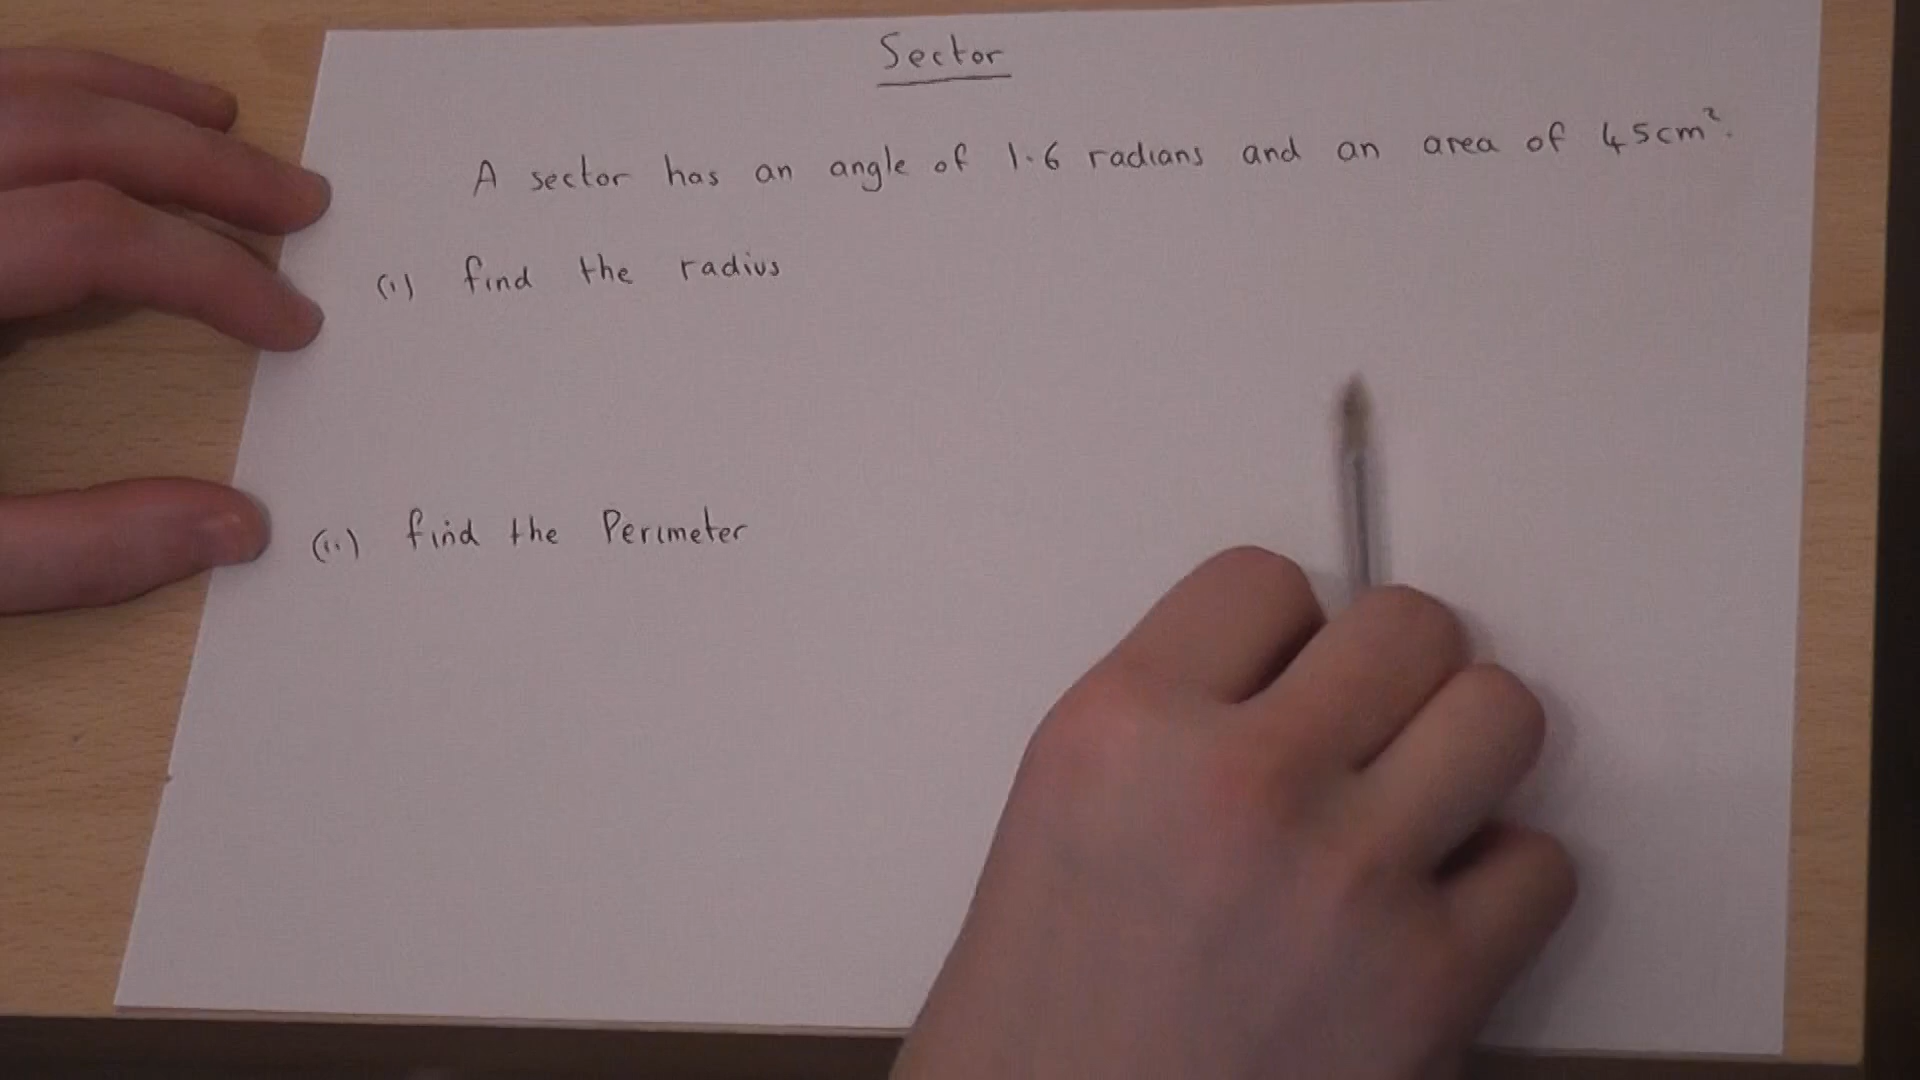 Sector
A sector has an angle of 1.6 radians and an area of 45cm².
(i) find the radius
(ii) find the Perimeter